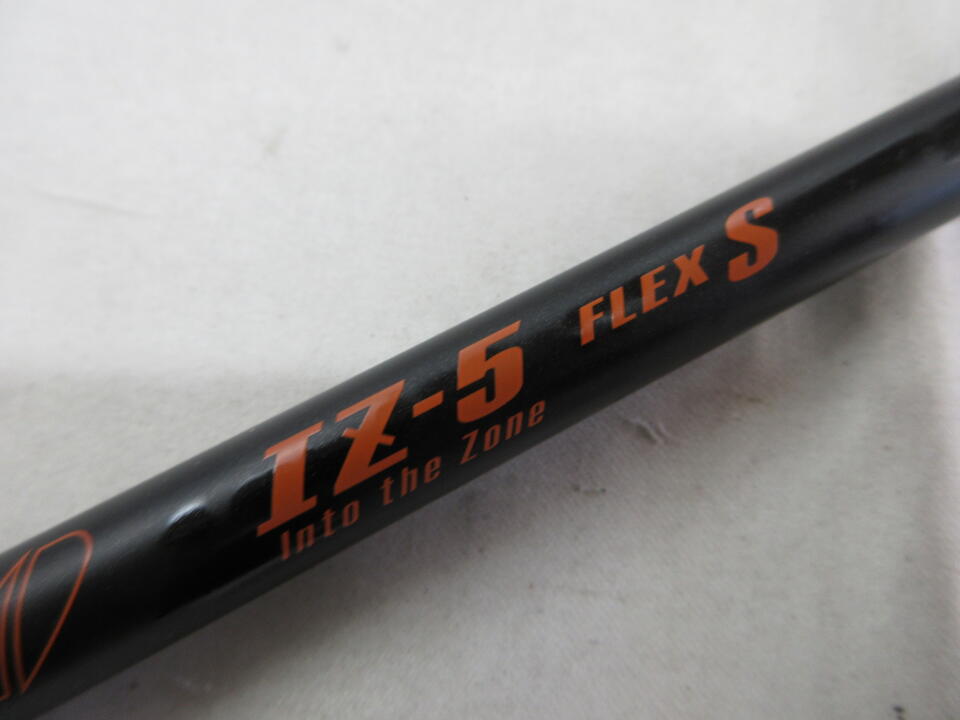 IZ-5 FLEX S
Into the Zone